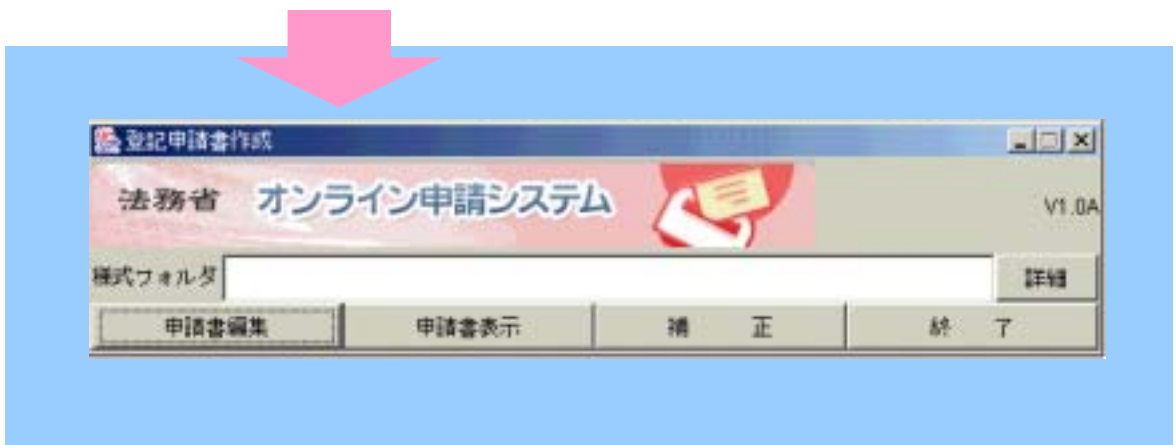 登記申請書作成
法務省 オンライン申請システム
V1.0A
様式フォルダ 詳細
申請書編集 申請書表示 補 正 終 了